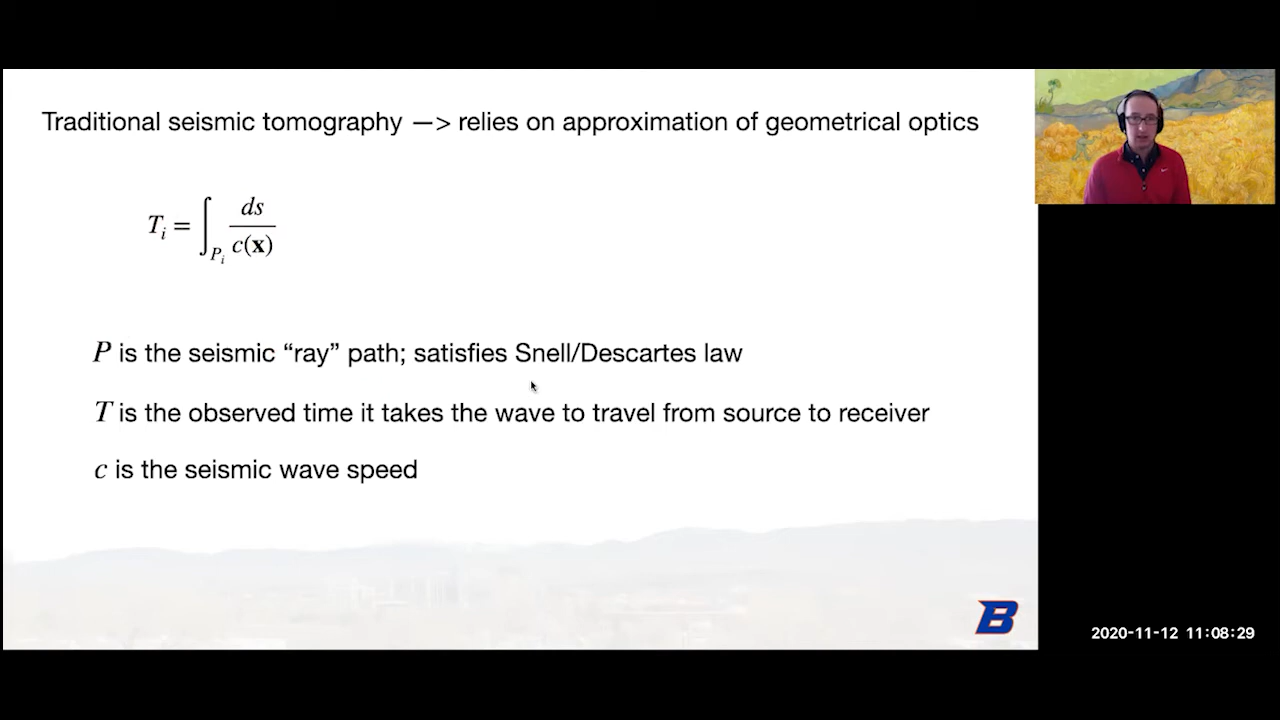 Traditional seismic tomography —> relies on approximation of geometrical optics
T_i = ∫_{P_i} ds / c(x)
P is the seismic “ray” path; satisfies Snell/Descartes law
T is the observed time it takes the wave to travel from source to receiver
c is the seismic wave speed
B
2020-11-12 11:08:29